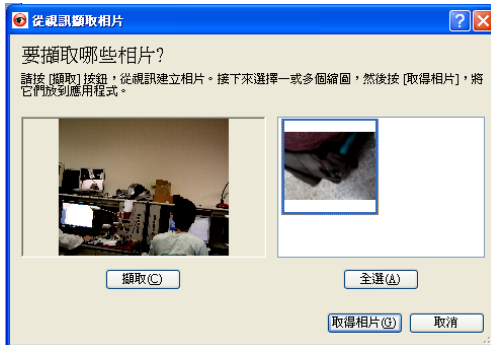 從視訊擷取相片
要擷取哪些相片?
請按 [擷取] 按鈕，從視訊建立相片。接下來選擇一或多個縮圖，然後按 [取得相片]，將
它們放到應用程式。
擷取(C)
全選(A)
取得相片(G)
取消